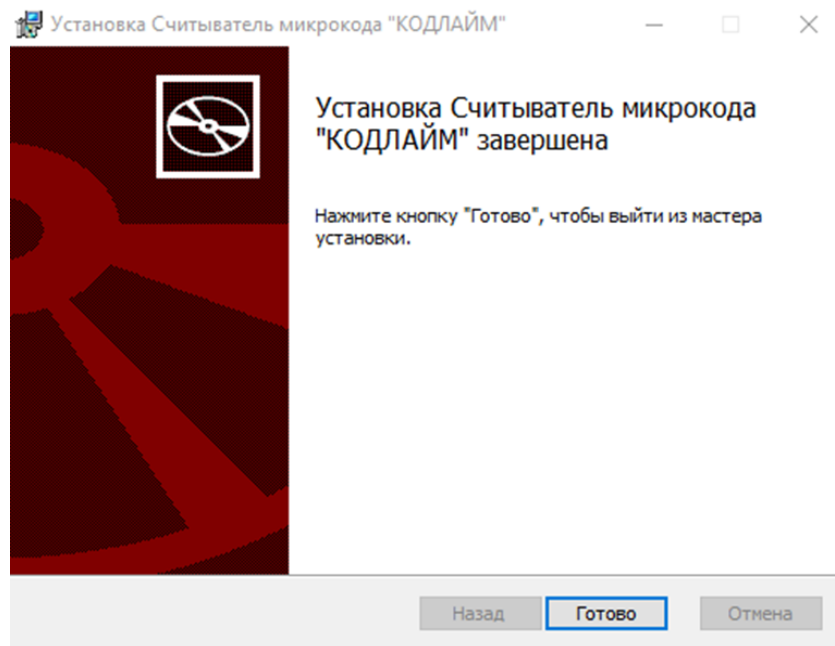 Установка Считыватель микрокода "КОДЛАЙМ"
Установка Считыватель микрокода
"КОДЛАЙМ" завершена
Нажмите кнопку "Готово", чтобы выйти из мастера
установки.
Назад Готово Отмена